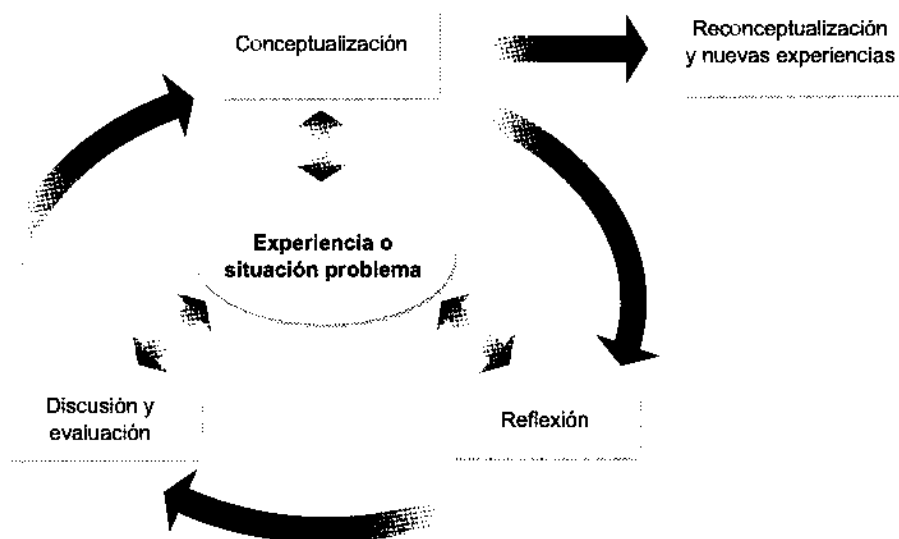 Conceptualización
Reconceptualización
y nuevas experiencias
Experiencia o
situación problema
Discusión y
evaluación
Reflexión